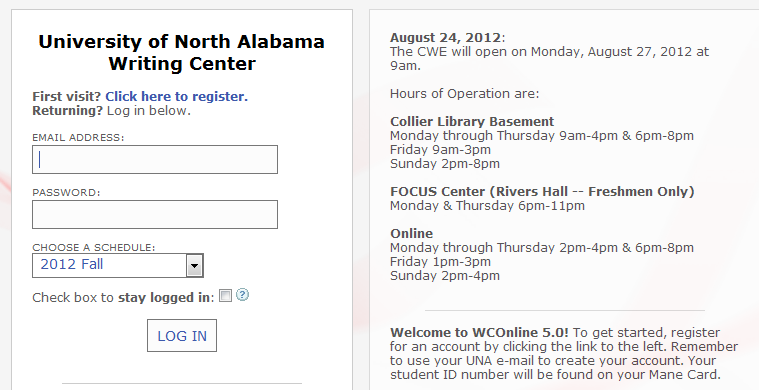 University of North Alabama
Writing Center
First visit? Click here to register.
Returning? Log in below.
EMAIL ADDRESS:
PASSWORD:
CHOOSE A SCHEDULE:
2012 Fall
Check box to stay logged in: ?
LOG IN
August 24, 2012:
The CWE will open on Monday, August 27, 2012 at
9am.
Hours of Operation are:
Collier Library Basement
Monday through Thursday 9am-4pm & 6pm-8pm
Friday 9am-3pm
Sunday 2pm-8pm
FOCUS Center (Rivers Hall -- Freshmen Only)
Monday & Thursday 6pm-11pm
Online
Monday through Thursday 2pm-4pm & 6pm-8pm
Friday 1pm-3pm
Sunday 2pm-4pm
Welcome to WCOnline 5.0! To get started, register
for an account by clicking the link to the left. Remember
to use your UNA e-mail to create your account. Your
student ID number will be found on your Mane Card.